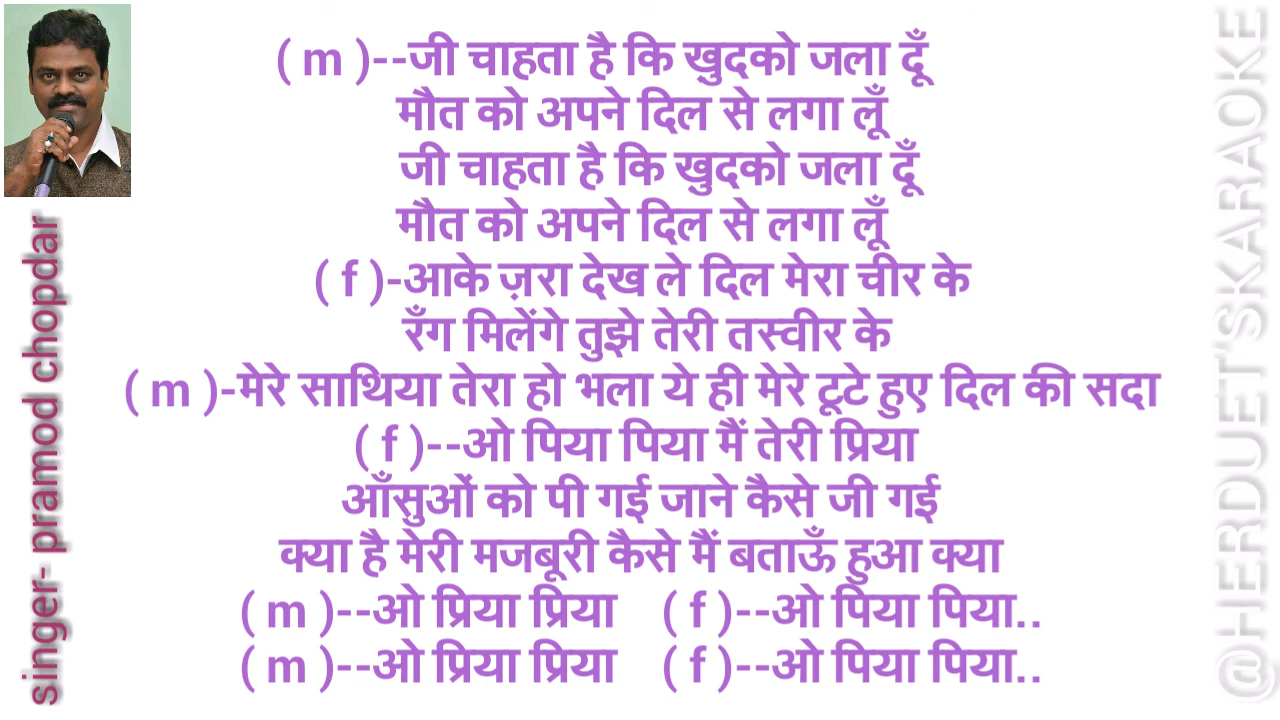 ( m )--जी चाहता है कि खुदको जला दूँ
मौत को अपने दिल से लगा लूँ
जी चाहता है कि खुदको जला दूँ
मौत को अपने दिल से लगा लूँ
( f )-आके ज़रा देख ले दिल मेरा चीर के
रँग मिलेंगे तुझे तेरी तस्वीर के
( m )-मेरे साथिया तेरा हो भला ये ही मेरे टूटे हुए दिल की सदा
( f )--ओ पिया पिया मैं तेरी प्रिया
आँसुओं को पी गई जाने कैसे जी गई
क्या है मेरी मजबूरी कैसे मैं बताऊँ हुआ क्या
( m )--ओ प्रिया प्रिया ( f )--ओ पिया पिया..
( m )--ओ प्रिया प्रिया ( f )--ओ पिया पिया..
singer- pramod chopdar
@HERDUET'SKARAOKE